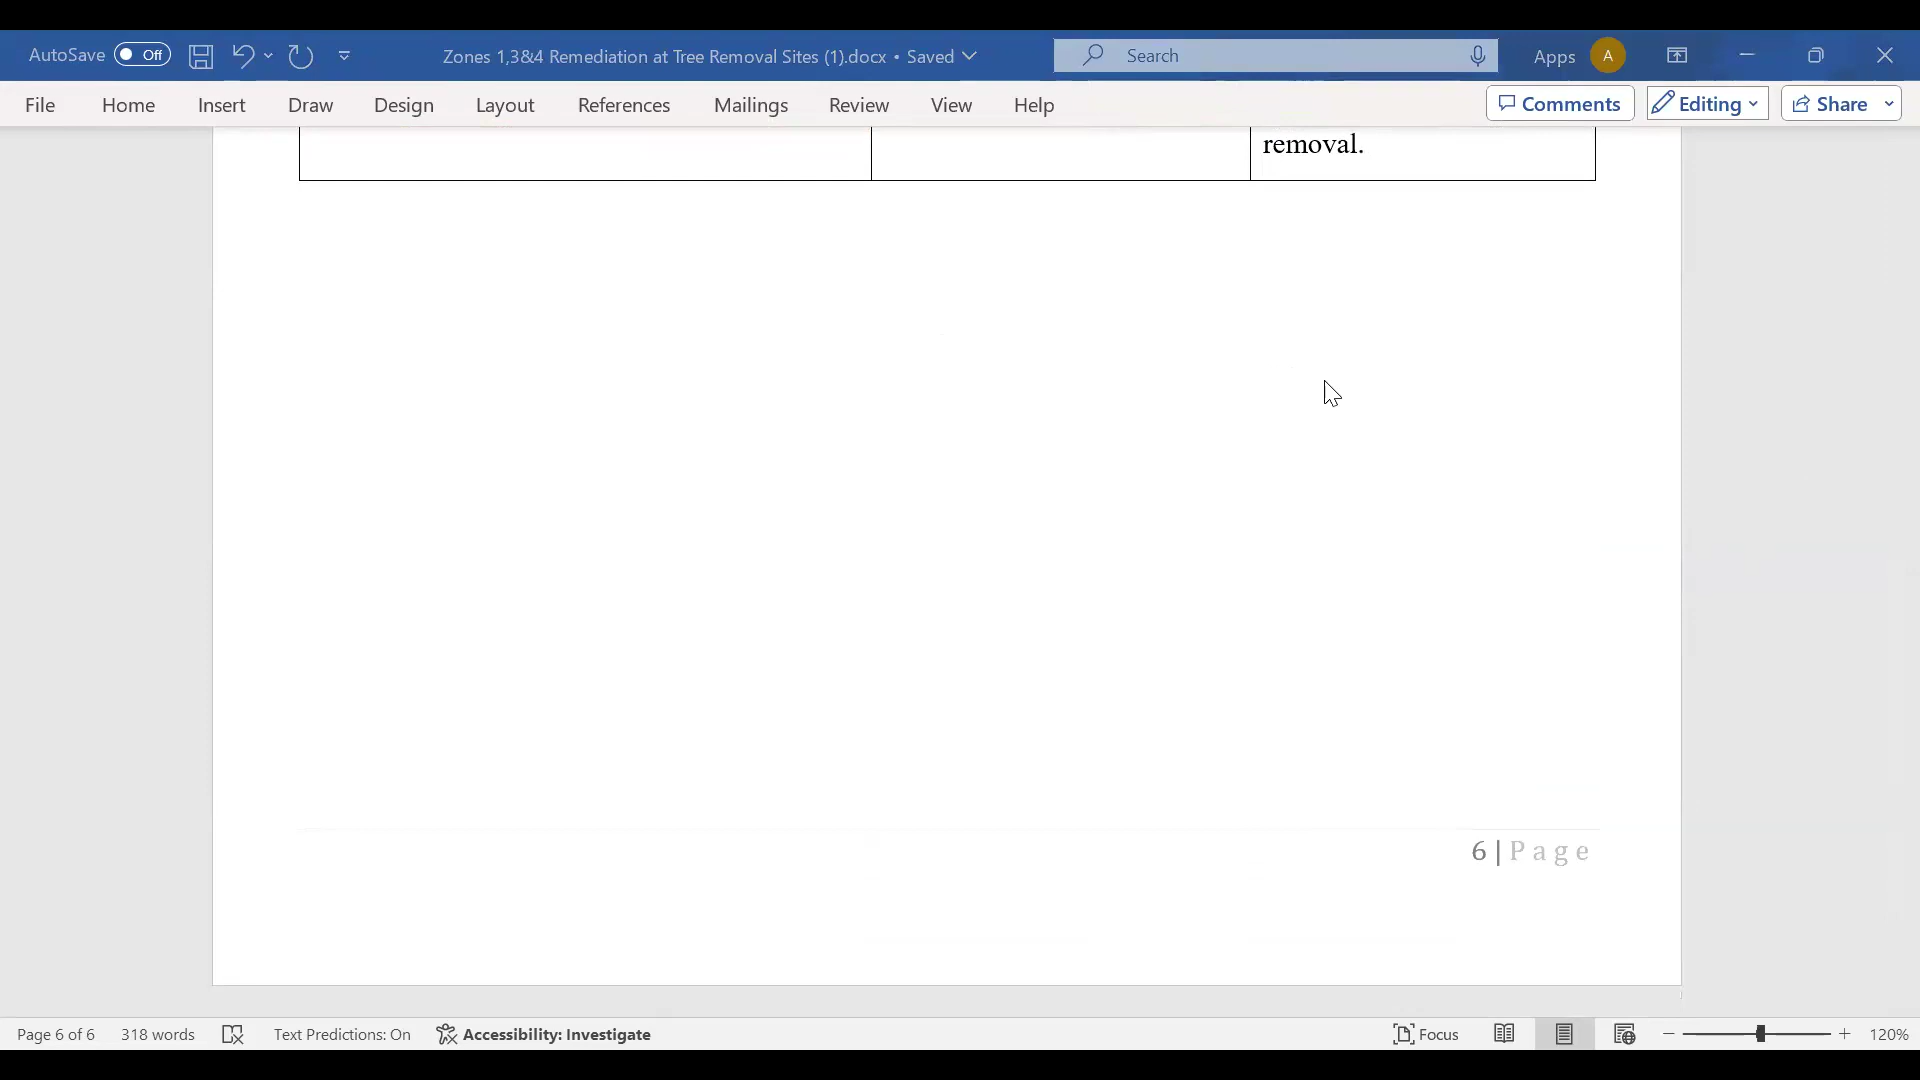 AutoSave Off Zones 1,3&4 Remediation at Tree Removal Sites (1).docx • Saved Search Apps A
File Home Insert Draw Design Layout References Mailings Review View Help Comments Editing Share
removal.
6 | P a g e
Page 6 of 6 318 words Text Predictions: On Accessibility: Investigate Focus 120%